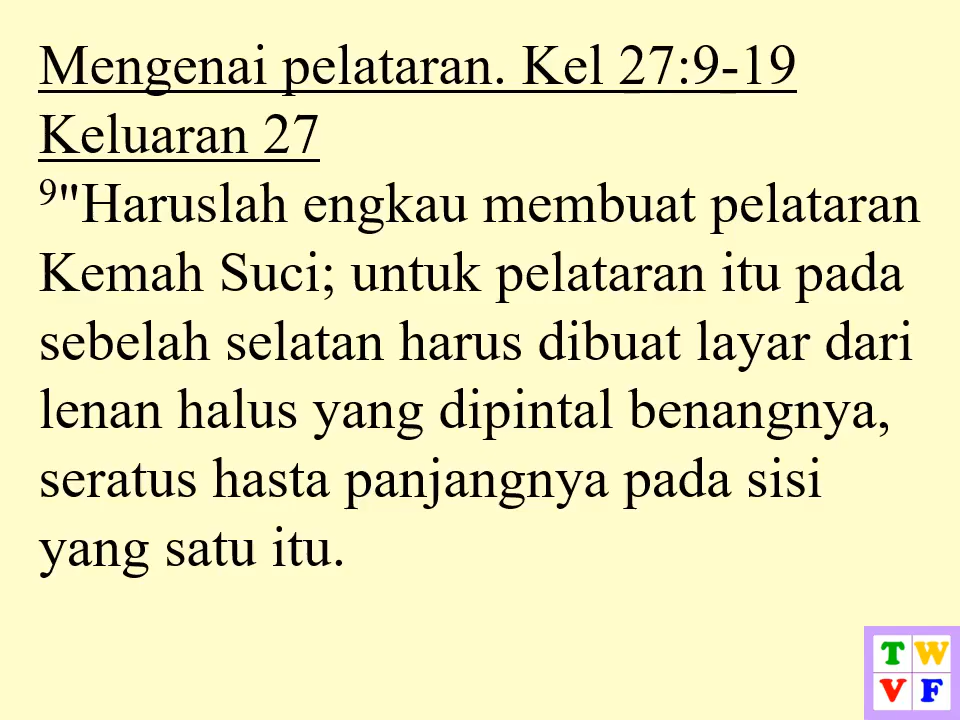 Mengenai pelataran. Kel 27:9-19
Keluaran 27
9"Haruslah engkau membuat pelataran
Kemah Suci; untuk pelataran itu pada
sebelah selatan harus dibuat layar dari
lenan halus yang dipintal benangnya,
seratus hasta panjangnya pada sisi
yang satu itu.
T W
V F